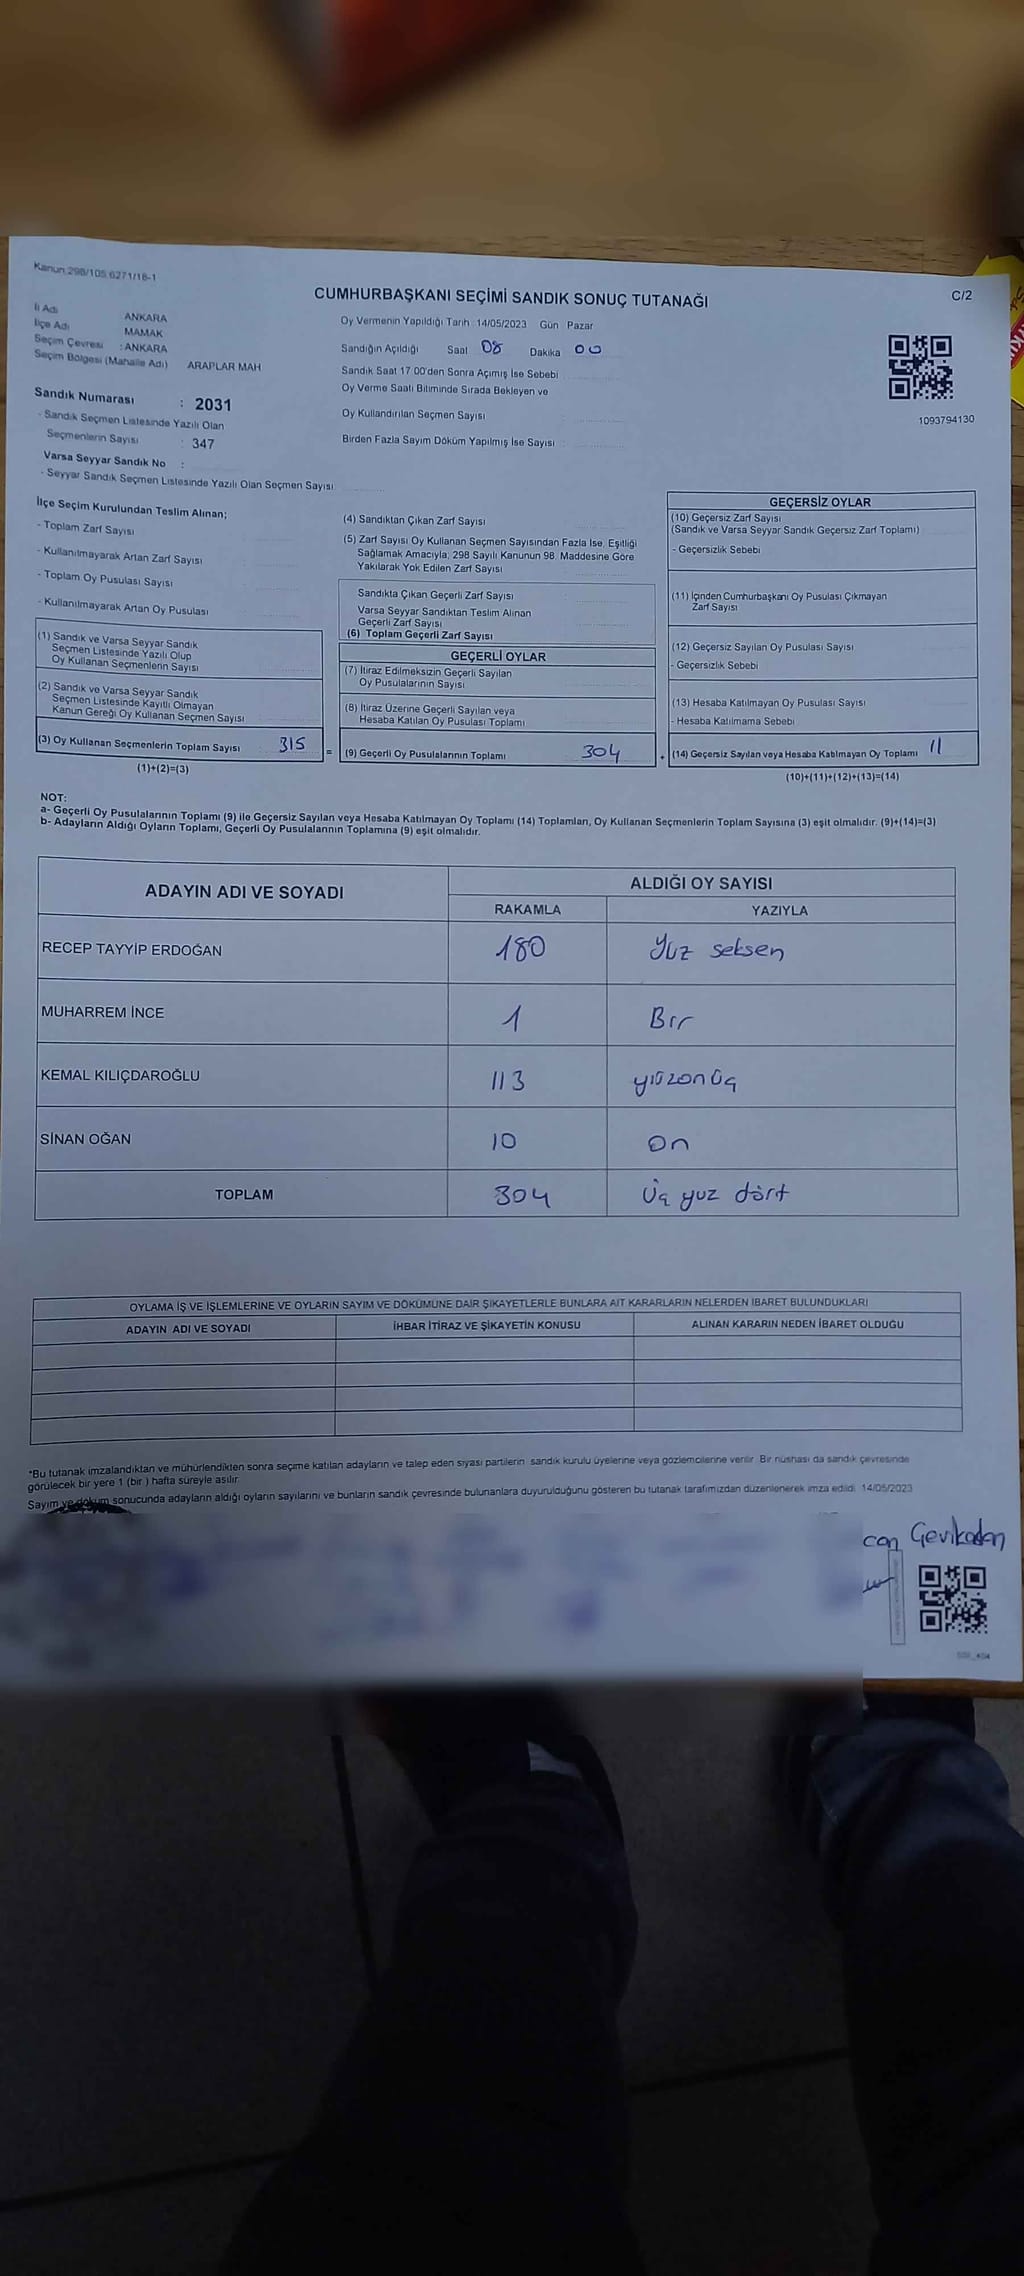 Kanun:298/105,6271/18-1
C/2
CUMHURBAŞKANI SEÇİMİ SANDIK SONUÇ TUTANAĞI
İli Adı : ANKARA
İlçe Adı : MAMAK
Seçim Çevresi : ANKARA
Seçim Bölgesi (Mahalle Adı) ARAPLAR MAH
Oy Vermenin Yapıldığı Tarih : 14/05/2023 Gün Pazar
Sandığın Açıldığı Saat 08 Dakika 00
Sandık Saat 17.00'den Sonra Açımış İse Sebebi
Oy Verme Saati Bitiminde Sırada Bekleyen ve
Oy Kullandırılan Seçmen Sayısı
Birden Fazla Sayım Döküm Yapılmış İse Sayısı :
1093794130
Sandık Numarası : 2031
- Sandık Seçmen Listesinde Yazılı Olan
Seçmenlerin Sayısı : 347
Varsa Seyyar Sandık No :
- Seyyar Sandık Seçmen Listesinde Yazılı Olan Seçmen Sayısı
İlçe Seçim Kurulundan Teslim Alınan;
- Toplam Zarf Sayısı
- Kullanılmayarak Artan Zarf Sayısı
- Toplam Oy Pusulası Sayısı
- Kullanılmayarak Artan Oy Pusulası
(1) Sandık ve Varsa Seyyar Sandık
Seçmen Listesinde Yazılı Olup
Oy Kullanan Seçmenlerin Sayısı
(2) Sandık ve Varsa Seyyar Sandık
Seçmen Listesinde Kayıtlı Olmayan
Kanun Gereği Oy Kullanan Seçmen Sayısı
(3) Oy Kullanan Seçmenlerin Toplam Sayısı 315
(1)+(2)=(3)
(4) Sandıktan Çıkan Zarf Sayısı
(5) Zarf Sayısı Oy Kullanan Seçmen Sayısından Fazla İse, Eşitliği
Sağlamak Amacıyla, 298 Sayılı Kanunun 98. Maddesine Göre
Yakılarak Yok Edilen Zarf Sayısı
Sandıkta Çıkan Geçerli Zarf Sayısı
Varsa Seyyar Sandıktan Teslim Alınan
Geçerli Zarf Sayısı
(6) Toplam Geçerli Zarf Sayısı
GEÇERLİ OYLAR
(7) İtiraz Edilmeksizin Geçerli Sayılan
Oy Pusulalarının Sayısı
(8) İtiraz Üzerine Geçerli Sayılan veya
Hesaba Katılan Oy Pusulası Toplamı
= (9) Geçerli Oy Pusulalarının Toplamı 304
GEÇERSİZ OYLAR
(10) Geçersiz Zarf Sayısı
(Sandık ve Varsa Seyyar Sandık Geçersiz Zarf Toplamı)
- Geçersizlik Sebebi
(11) İçinden Cumhurbaşkanı Oy Pusulası Çıkmayan
Zarf Sayısı
(12) Geçersiz Sayılan Oy Pusulası Sayısı
- Geçersizlik Sebebi
(13) Hesaba Katılmayan Oy Pusulası Sayısı
- Hesaba Katılmama Sebebi
+ (14) Geçersiz Sayılan veya Hesaba Katılmayan Oy Toplamı 11
(10)+(11)+(12)+(13)=(14)
NOT:
a- Geçerli Oy Pusulalarının Toplamı (9) ile Geçersiz Sayılan veya Hesaba Katılmayan Oy Toplamı (14) Toplamları, Oy Kullanan Seçmenlerin Toplam Sayısına (3) eşit olmalıdır. (9)+(14)=(3)
b- Adayların Aldığı Oyların Toplamı, Geçerli Oy Pusulalarının Toplamına (9) eşit olmalıdır.
ADAYIN ADI VE SOYADI ALDIĞI OY SAYISI
RAKAMLA YAZIYLA
RECEP TAYYİP ERDOĞAN 180 Yüz seksen
MUHARREM İNCE 1 Bir
KEMAL KILIÇDAROĞLU 113 yüzonüç
SİNAN OĞAN 10 On
TOPLAM 304 Üç yuz dört
OYLAMA İŞ VE İŞLEMLERİNE VE OYLARIN SAYIM VE DÖKÜMÜNE DAİR ŞİKAYETLERLE BUNLARA AİT KARARLARIN NELERDEN İBARET BULUNDUKLARI
ADAYIN ADI VE SOYADI İHBAR İTİRAZ VE ŞİKAYETİN KONUSU ALINAN KARARIN NEDEN İBARET OLDUĞU
*Bu tutanak imzalandıktan ve mühürlendikten sonra seçime katılan adayların ve talep eden siyasi partilerin sandık kurulu üyelerine veya gözlemcilerine verilir. Bir nüshası da sandık çevresinde
görülecek bir yere 1 (bir ) hafta süreyle asılır.
Sayım ve döküm sonucunda adayların aldığı oyların sayılarını ve bunların sandık çevresinde bulunanlara duyurulduğunu gösteren bu tutanak tarafımızdan düzenlenerek imza edildi. 14/05/2023
can